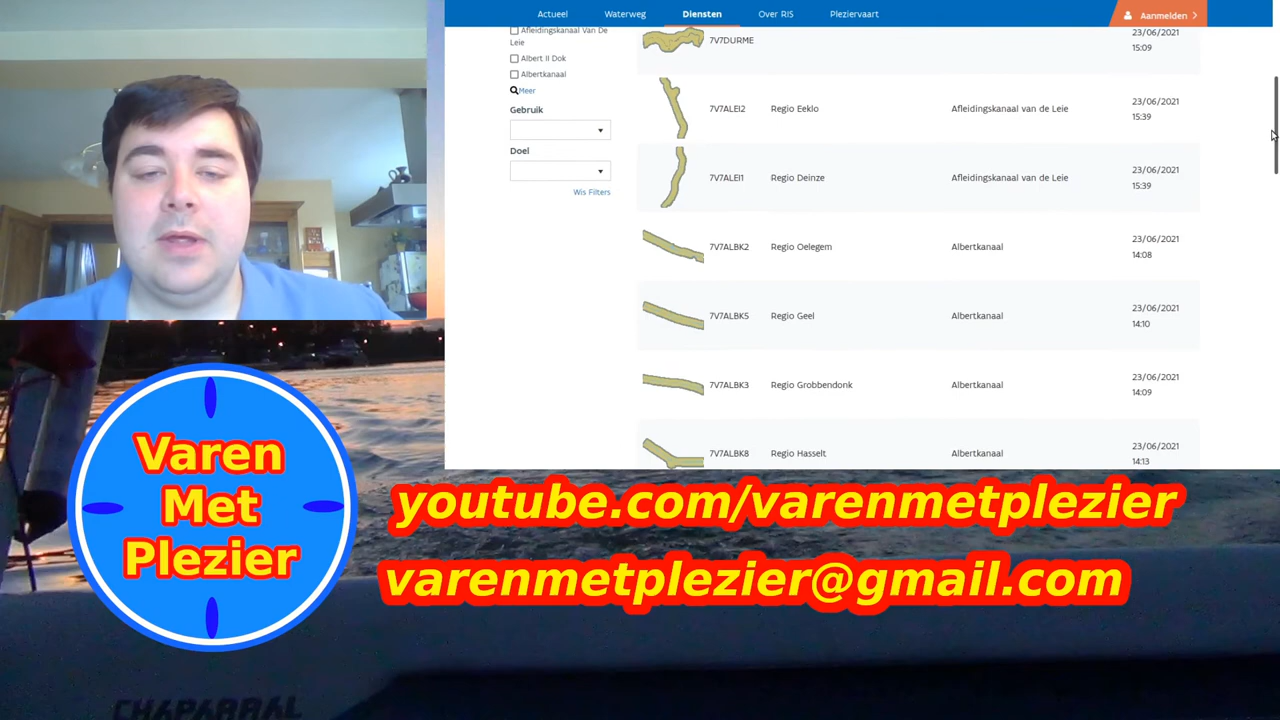 Actueel Waterweg Diensten Over RIS Pleziervaart Aanmelden
Afleidingskanaal Van De
Leie
Albert II Dok
Albertkanaal
Meer
Gebruik
Doel
Wis Filters
7V7DURME 23/06/2021
15:09
7V7ALEI2 Regio Eeklo Afleidingskanaal van de Leie 23/06/2021
15:39
7V7ALEI1 Regio Deinze Afleidingskanaal van de Leie 23/06/2021
15:39
7V7ALBK2 Regio Oelegem Albertkanaal 23/06/2021
14:08
7V7ALBK5 Regio Geel Albertkanaal 23/06/2021
14:10
7V7ALBK3 Regio Grobbendonk Albertkanaal 23/06/2021
14:09
7V7ALBK8 Regio Hasselt Albertkanaal 23/06/2021
14:13
Varen
Met
Plezier
youtube.com/varenmetplezier
varenmetplezier@gmail.com
CHAPARRAL